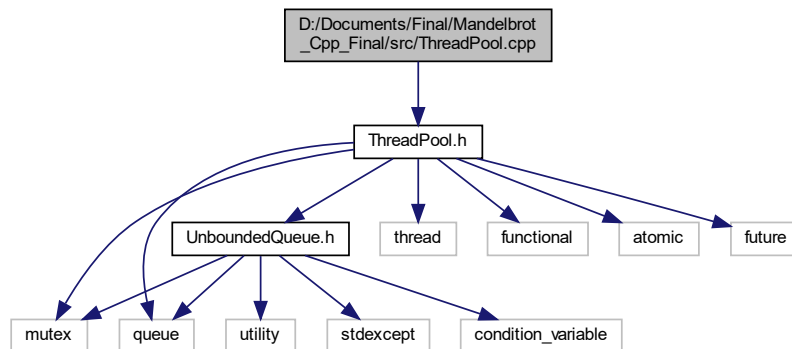 D:/Documents/Final/Mandelbrot
_Cpp_Final/src/ThreadPool.cpp
ThreadPool.h
UnboundedQueue.h
thread
functional
atomic
future
mutex
queue
utility
stdexcept
condition_variable